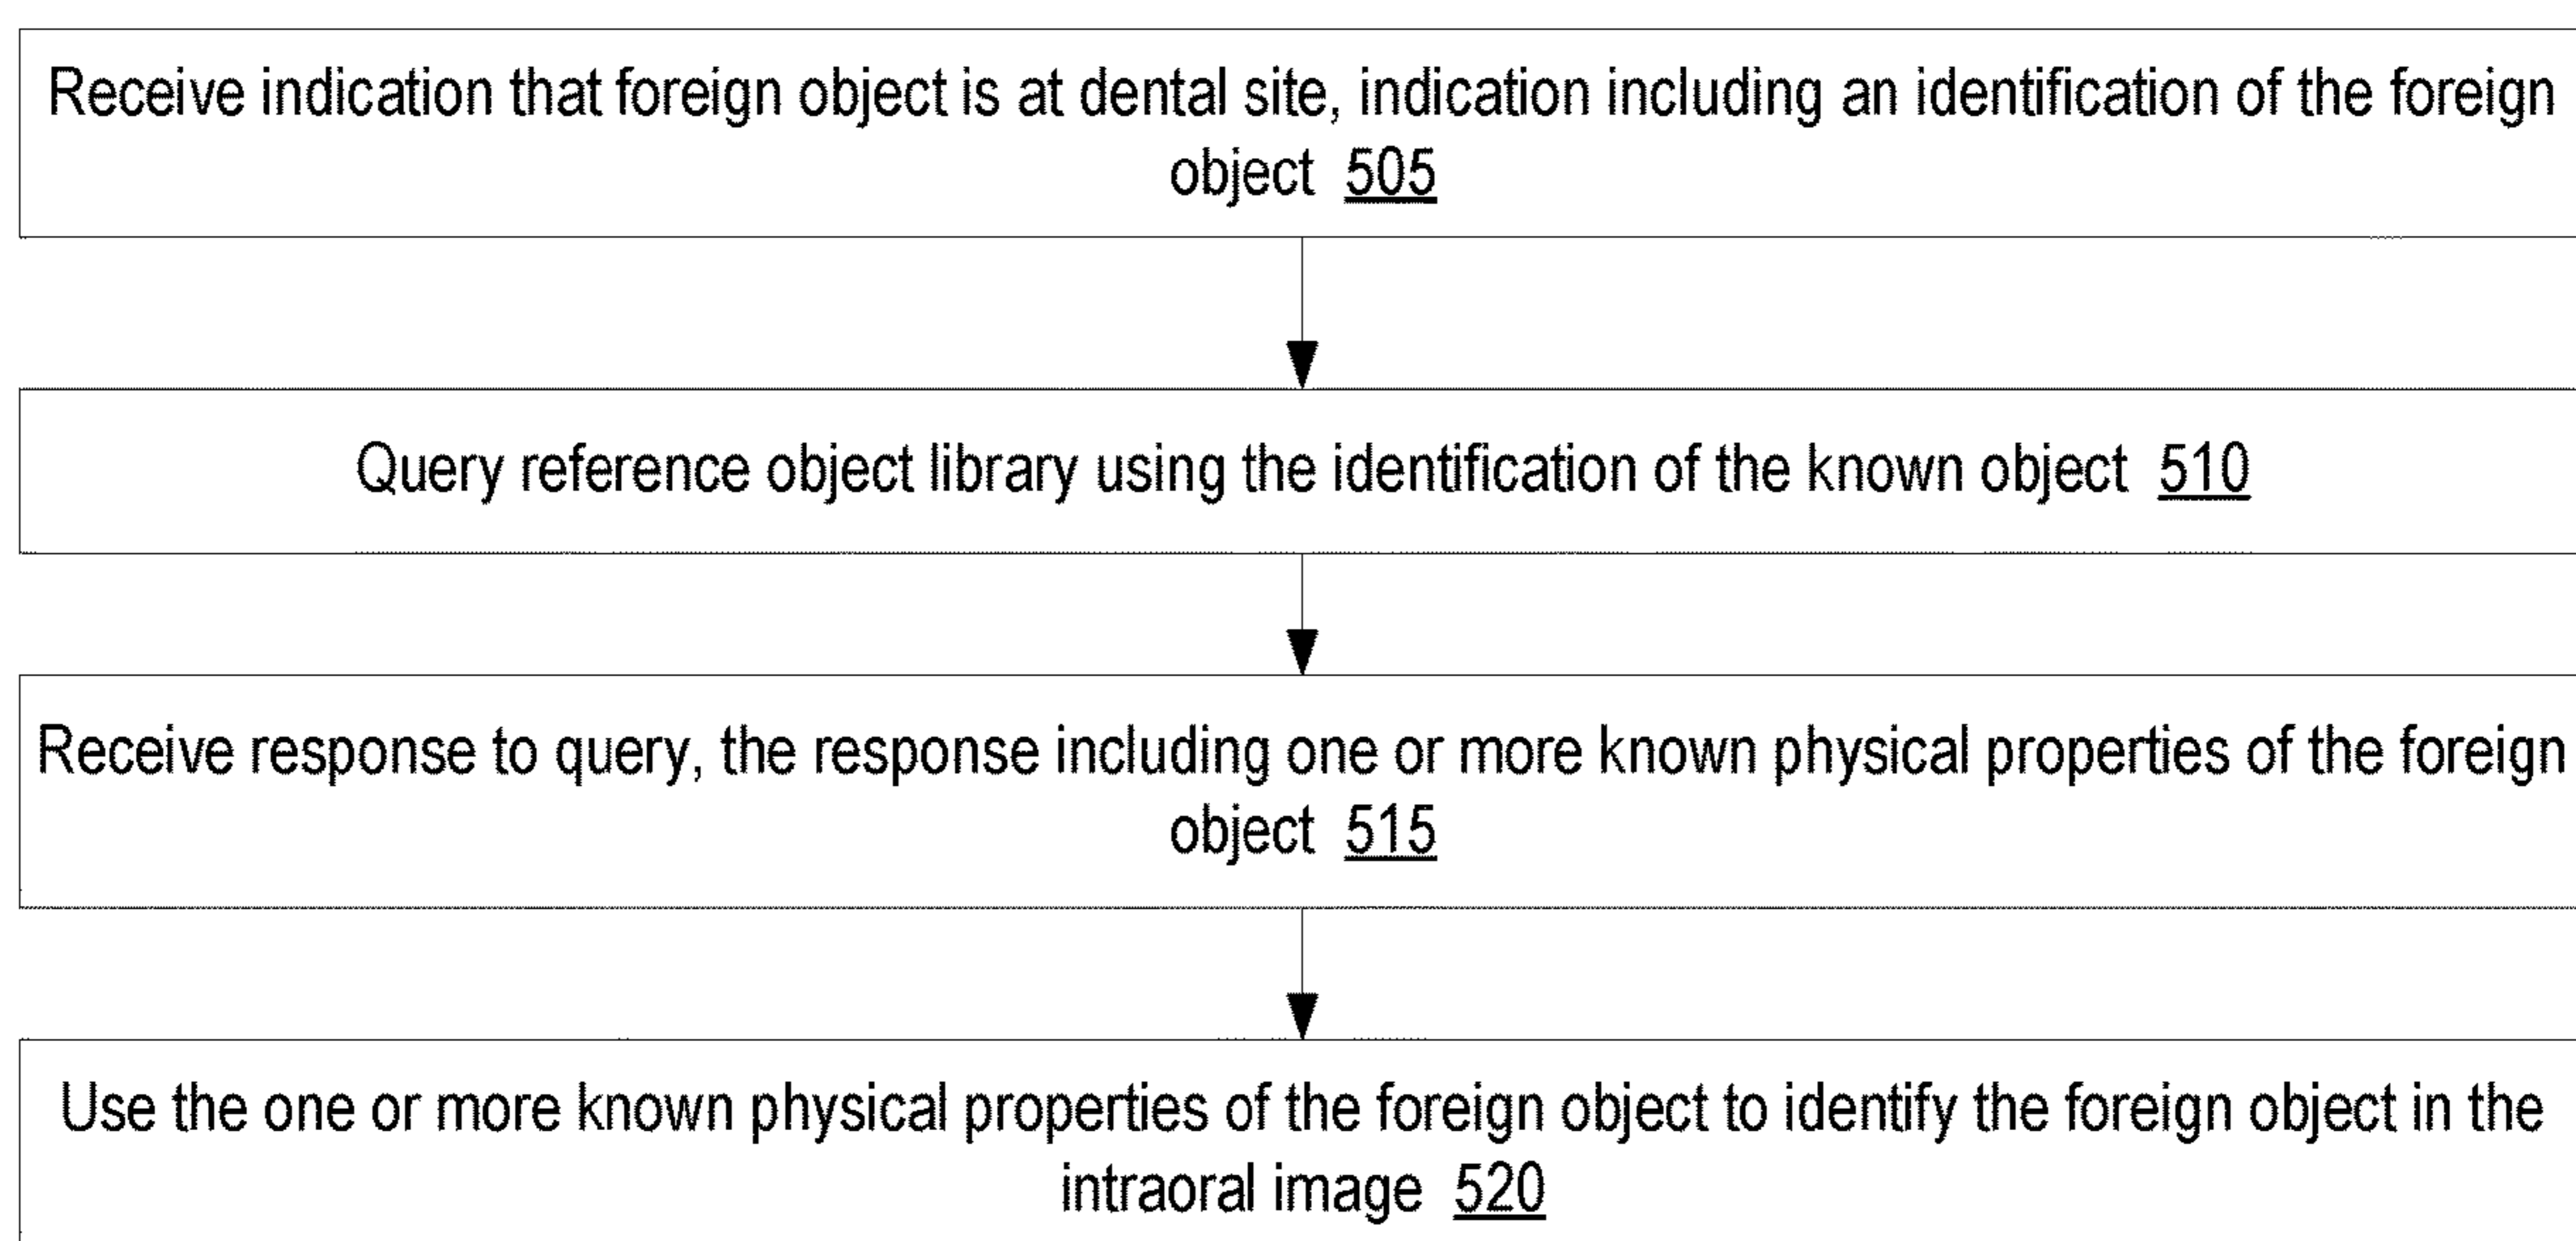 Receive indication that foreign object is at dental site, indication including an identification of the foreign
object 505
Query reference object library using the identification of the known object 510
Receive response to query, the response including one or more known physical properties of the foreign
object 515
Use the one or more known physical properties of the foreign object to identify the foreign object in the
intraoral image 520